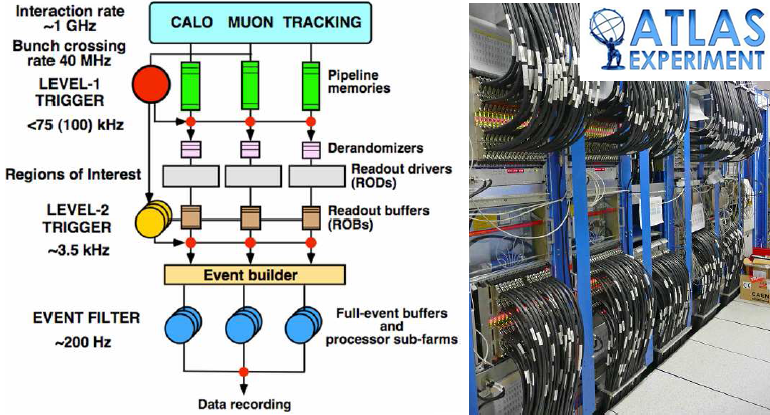 Interaction rate
~1 GHz
CALO MUON TRACKING
Bunch crossing
rate 40 MHz
LEVEL-1
TRIGGER
<75 (100) kHz
Pipeline
memories
Derandomizers
Regions of Interest
Readout drivers
(RODs)
LEVEL-2
TRIGGER
~3.5 kHz
Readout buffers
(ROBs)
Event builder
EVENT FILTER
~200 Hz
Full-event buffers
and
processor sub-farms
Data recording
ATLAS
EXPERIMENT
CAEN